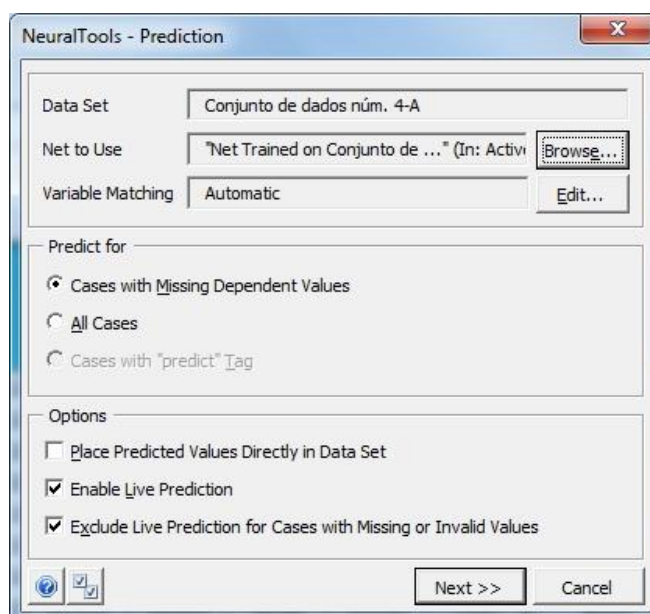 NeuralTools - Prediction
Data Set
Conjunto de dados núm. 4-A
Net to Use
"Net Trained on Conjunto de ..." (In: Active
Browse...
Variable Matching
Automatic
Edit...
Predict for
Cases with Missing Dependent Values
All Cases
Cases with "predict" Tag
Options
Place Predicted Values Directly in Data Set
Enable Live Prediction
Exclude Live Prediction for Cases with Missing or Invalid Values
Next >>
Cancel